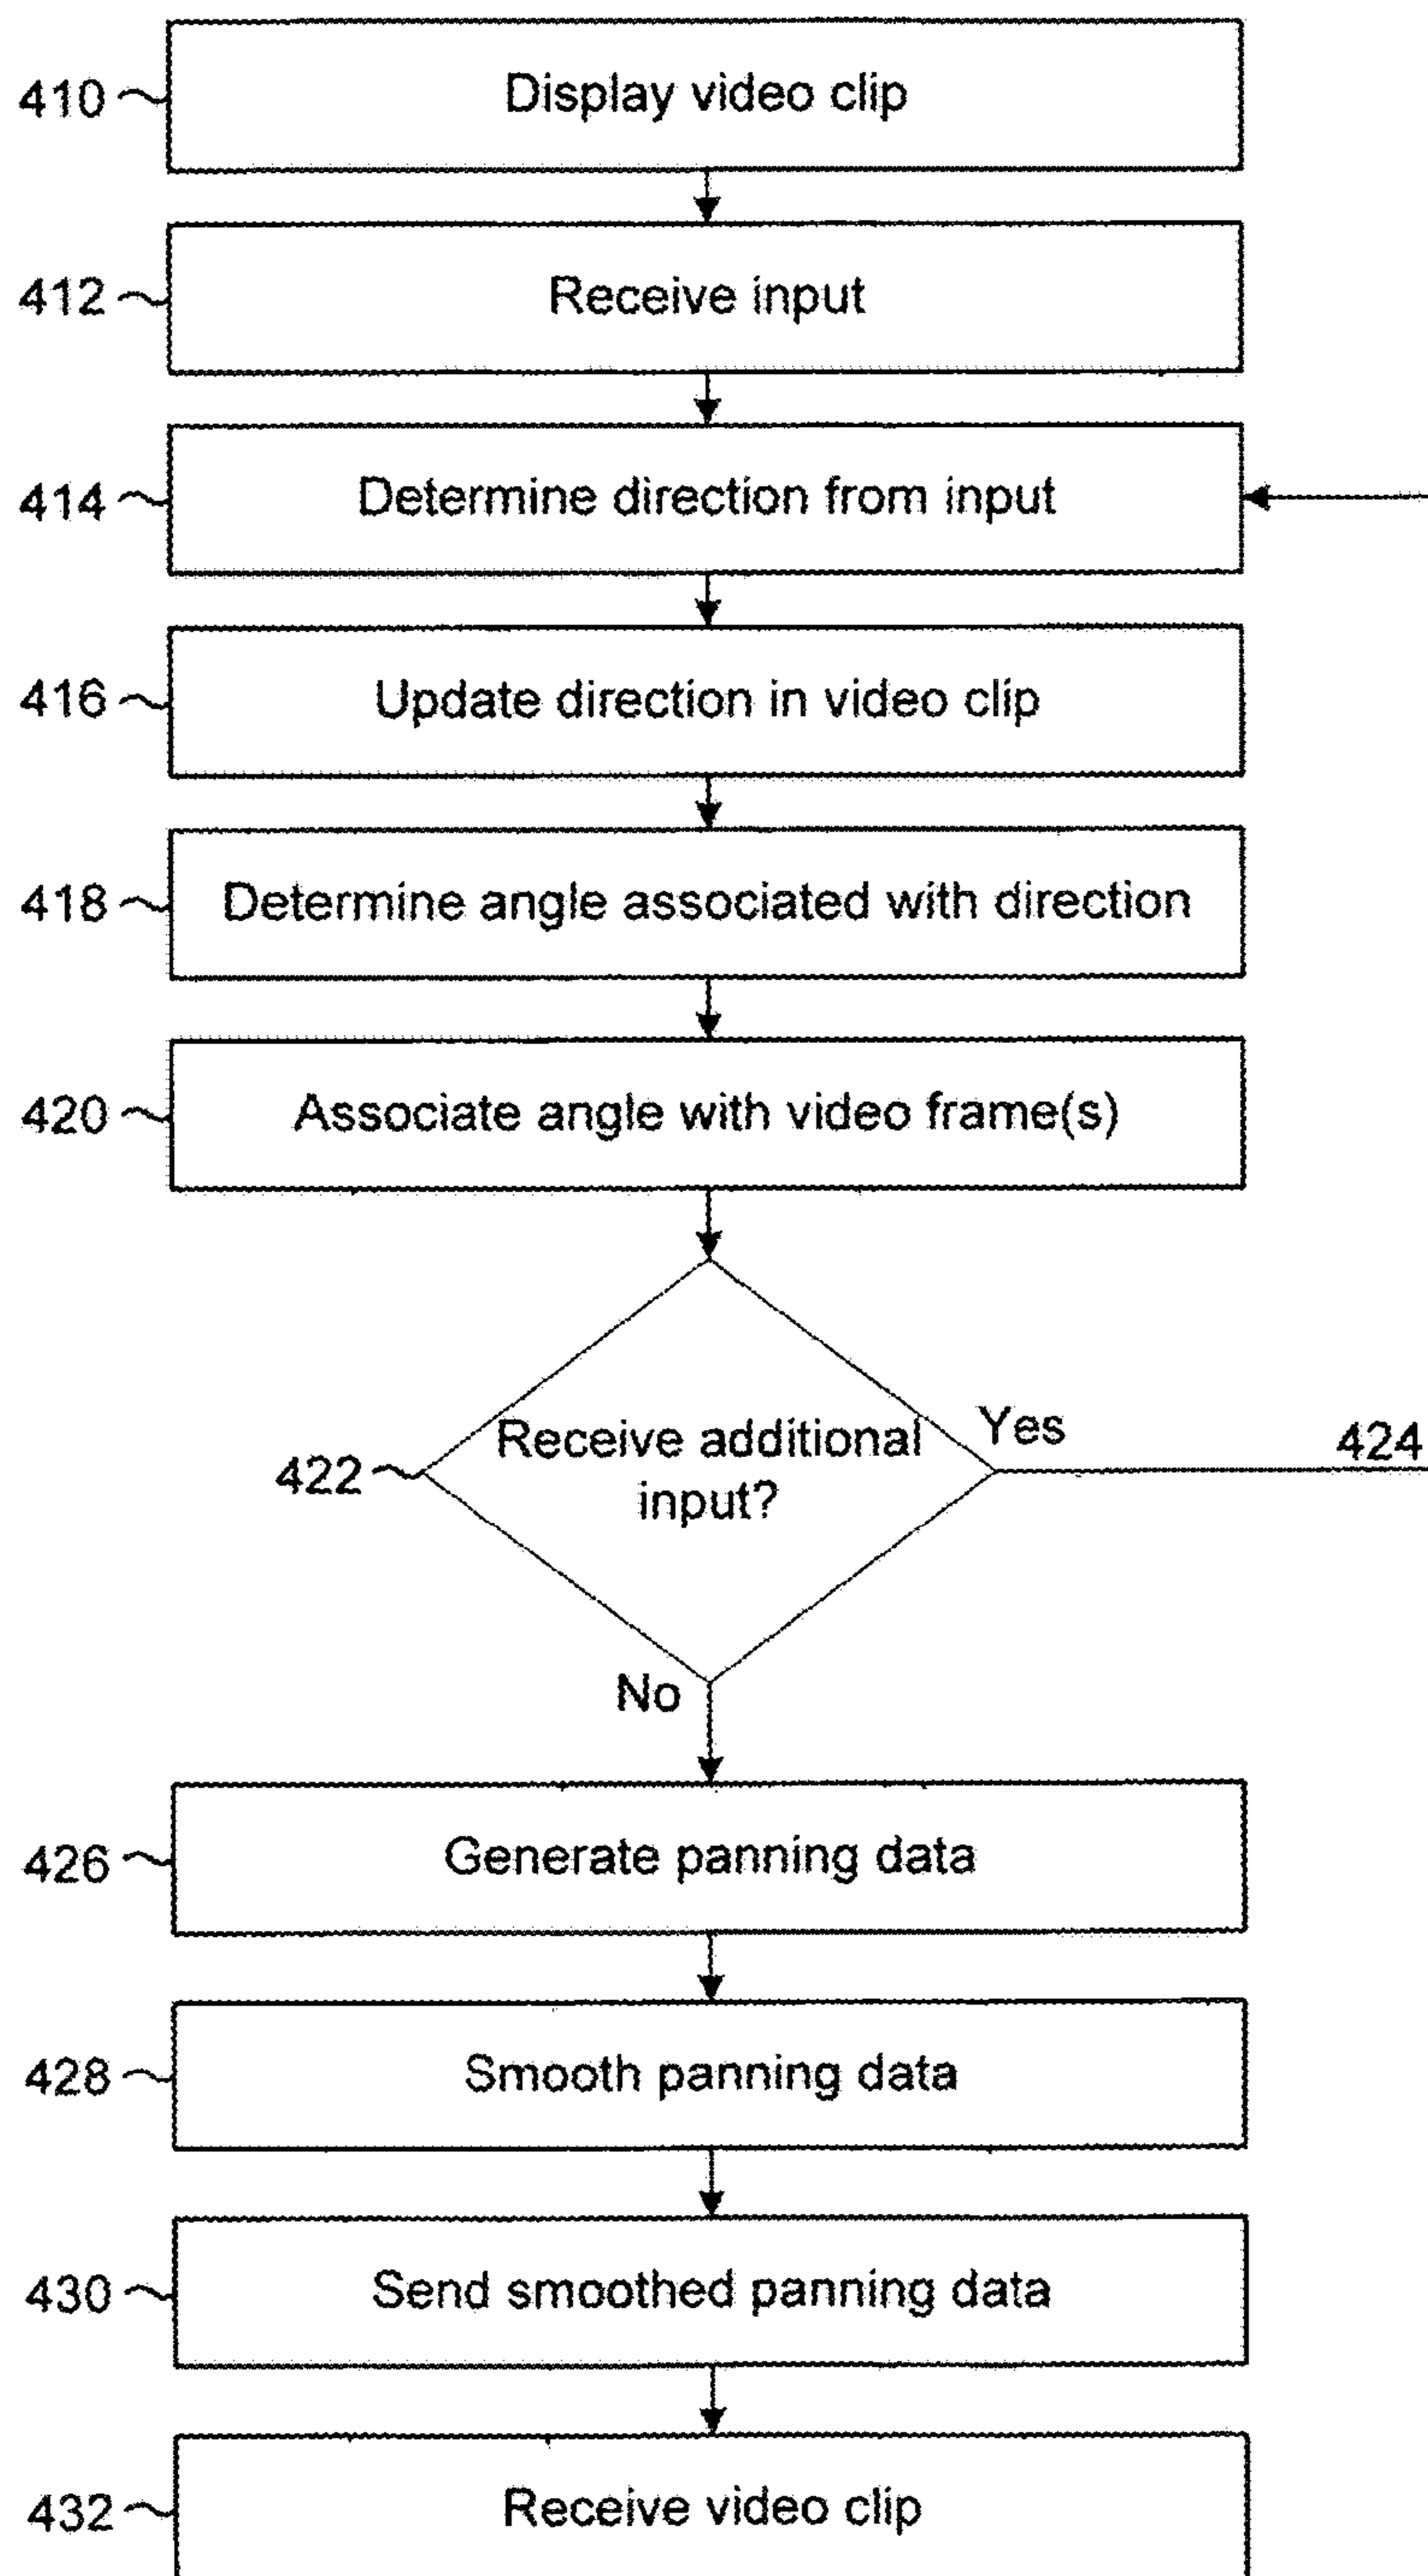 410
Display video clip
412
Receive input
414
Determine direction from input
416
Update direction in video clip
418
Determine angle associated with direction
420
Associate angle with video frame(s)
422
Receive additional
input?
Yes
424
No
426
Generate panning data
428
Smooth panning data
430
Send smoothed panning data
432
Receive video clip